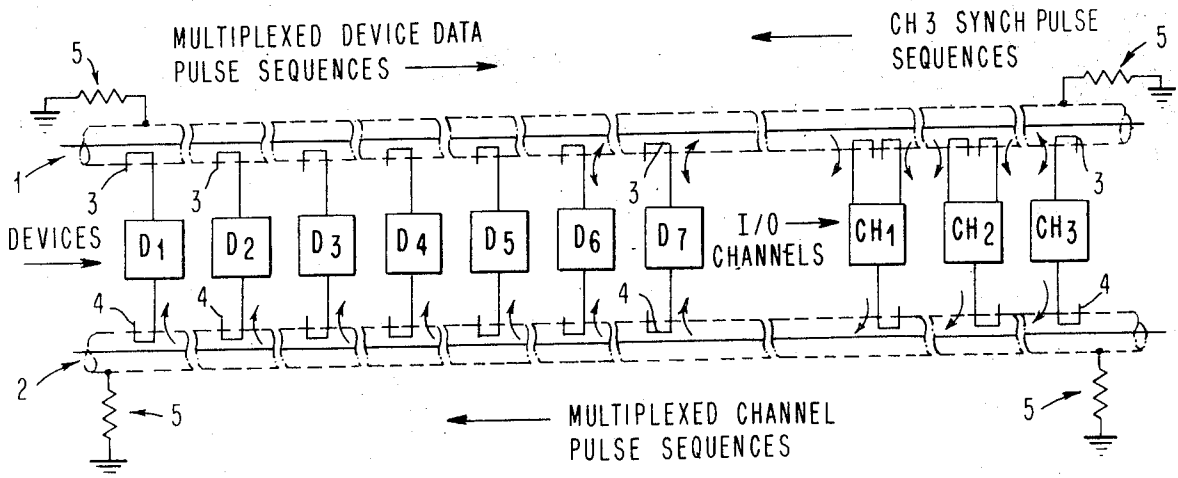 MULTIPLEXED DEVICE DATA
PULSE SEQUENCES
CH 3 SYNCH PULSE
SEQUENCES
5
5
1
3
3
3
3
DEVICES
D1
D2
D3
D4
D5
D6
D7
I/O
CHANNELS
CH1
CH2
CH3
4
4
4
4
2
5
5
MULTIPLEXED CHANNEL
PULSE SEQUENCES